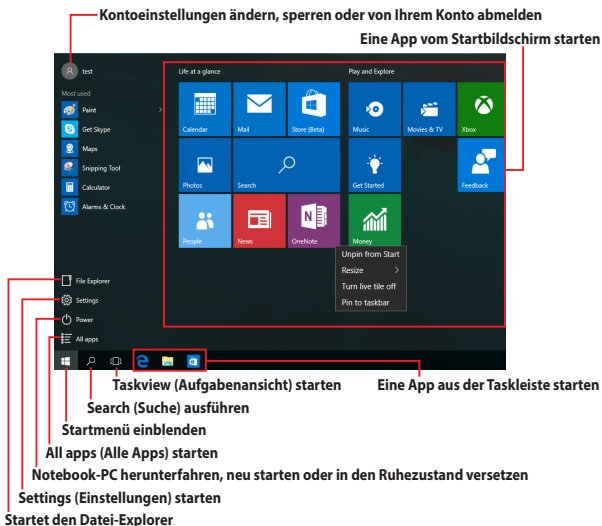 Kontoeinstellungen ändern, sperren oder von Ihrem Konto abmelden
Eine App vom Startbildschirm starten
test
Most used
Paint
Get Skype
Maps
Snipping Tool
Calculator
Alarms & Clock
File Explorer
Settings
Power
All apps
Life at a glance
Play and Explore
Calendar
Mail
Store (Beta)
Music
Movies & TV
Xbox
Photos
Search
Get Started
Feedback
People
News
OneNote
Money
Unpin from Start
Resize
Turn live tile off
Pin to taskbar
Taskview (Aufgabenansicht) starten
Eine App aus der Taskleiste starten
Search (Suche) ausführen
Startmenü einblenden
All apps (Alle Apps) starten
Notebook-PC herunterfahren, neu starten oder in den Ruhezustand versetzen
Settings (Einstellungen) starten
Startet den Datei-Explorer